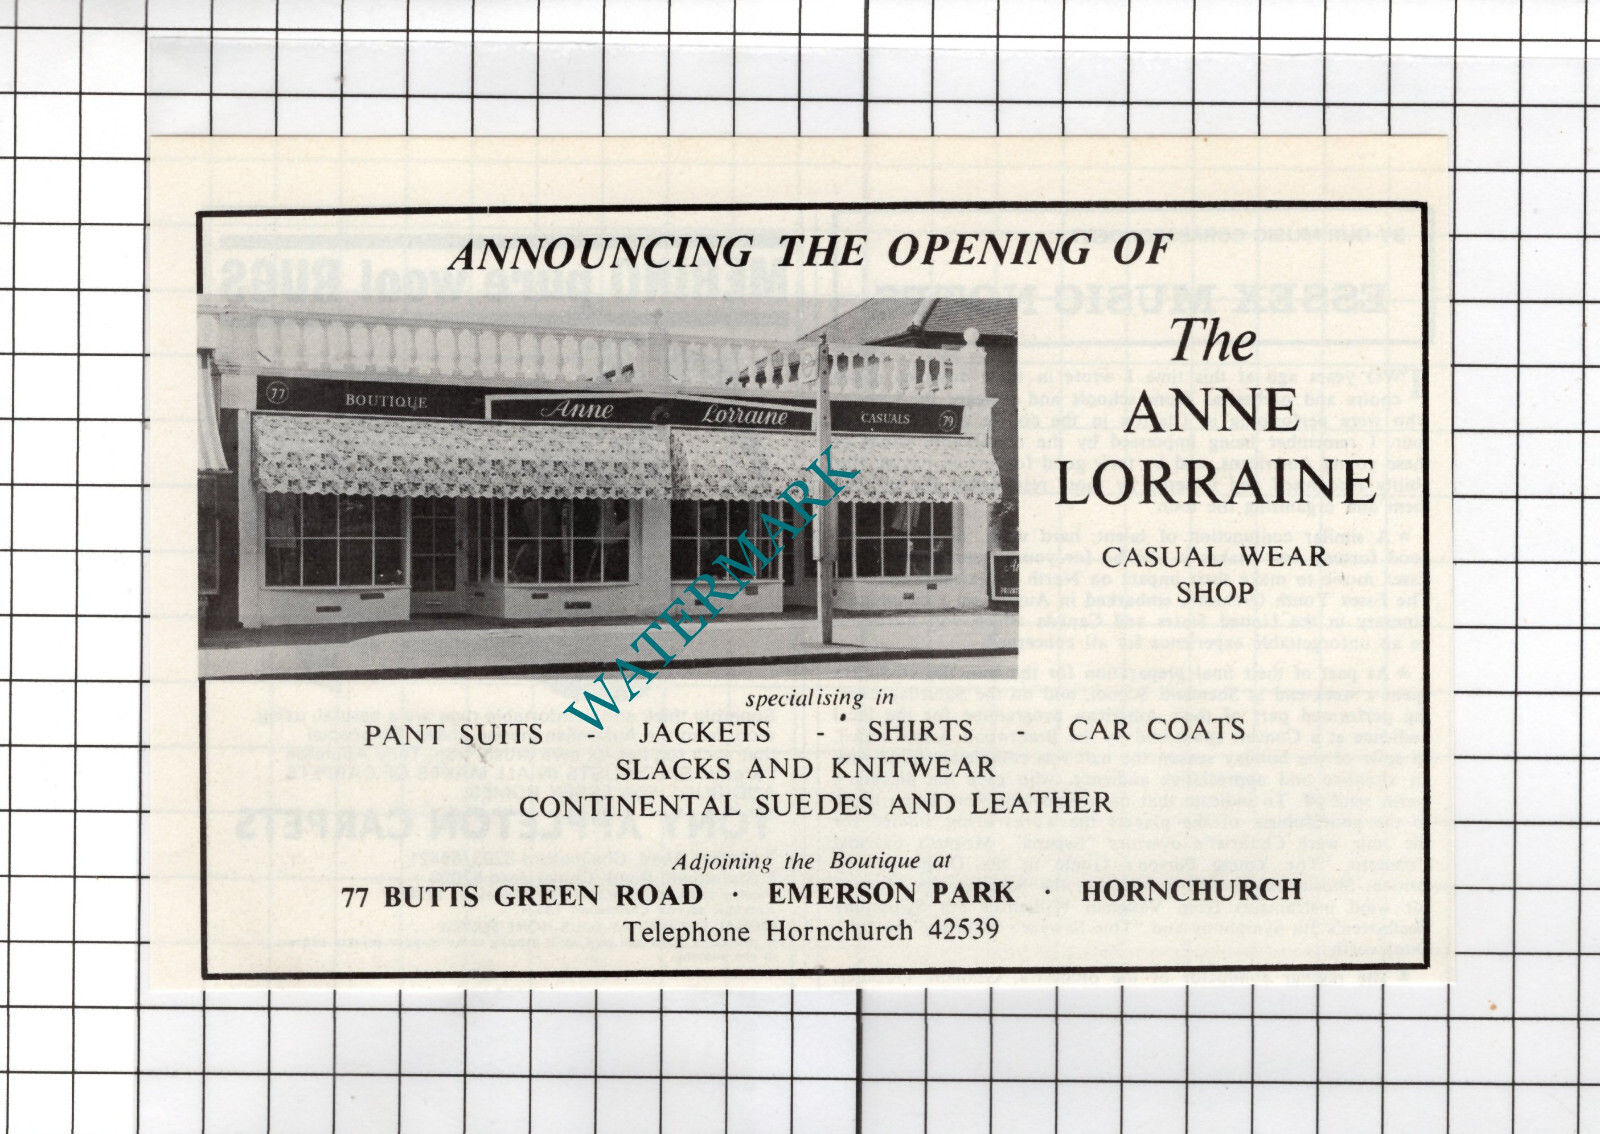 ANNOUNCING THE OPENING OF
77 BOUTIQUE Anne Lorraine CASUALS 79
The
ANNE
LORRAINE
CASUAL WEAR
SHOP
WATERMARK
specialising in
PANT SUITS - JACKETS - SHIRTS - CAR COATS
SLACKS AND KNITWEAR
CONTINENTAL SUEDES AND LEATHER
Adjoining the Boutique at
77 BUTTS GREEN ROAD · EMERSON PARK · HORNCHURCH
Telephone Hornchurch 42539